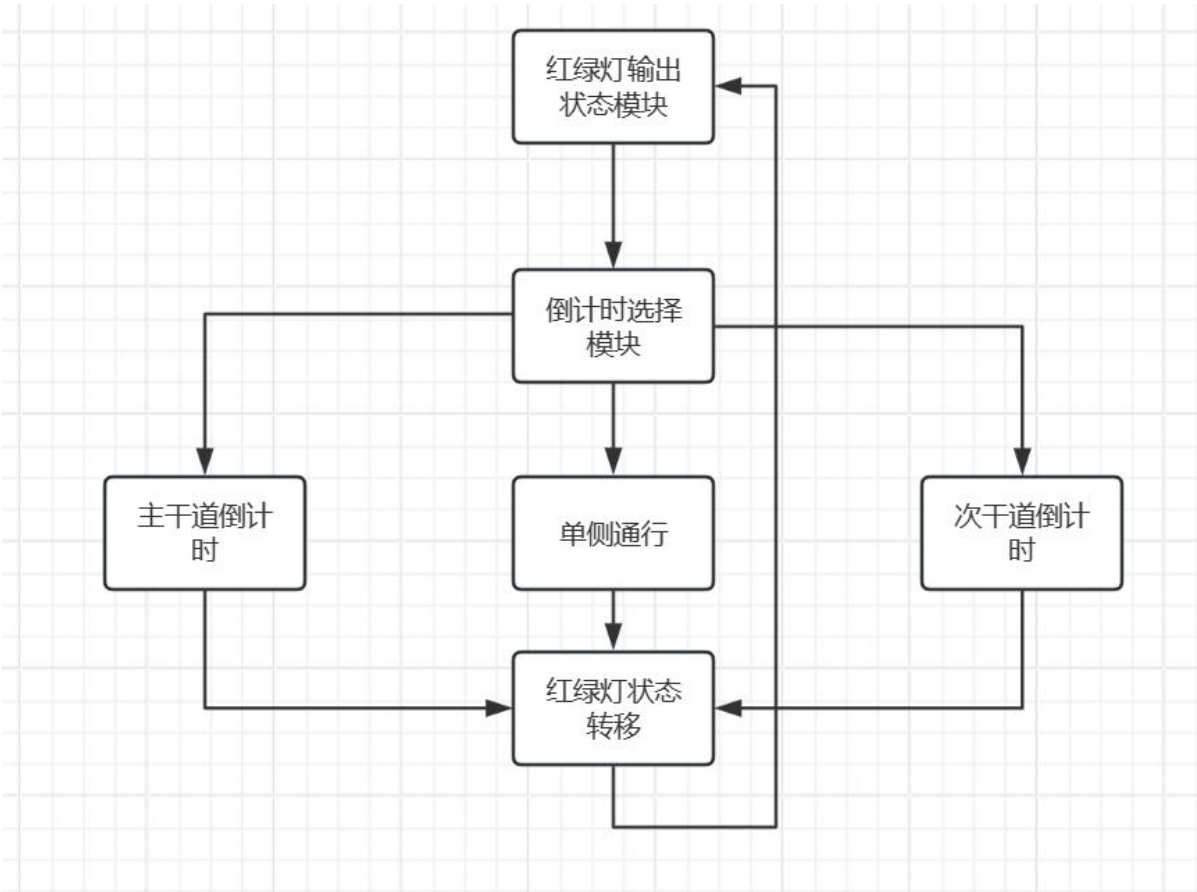 红绿灯输出
状态模块
倒计时选择
模块
主干道倒计
时
单侧通行
次干道倒计
时
红绿灯状态
转移